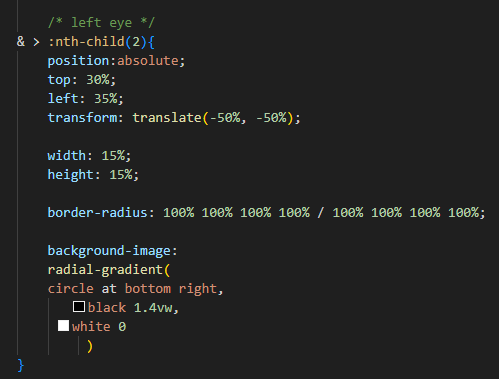 /* left eye */
& > :nth-child(2){
position:absolute;
top: 30%;
left: 35%;
transform: translate(-50%, -50%);
width: 15%;
height: 15%;
border-radius: 100% 100% 100% 100% / 100% 100% 100% 100%;
background-image:
radial-gradient(
circle at bottom right,
black 1.4vw,
white 0
)
}